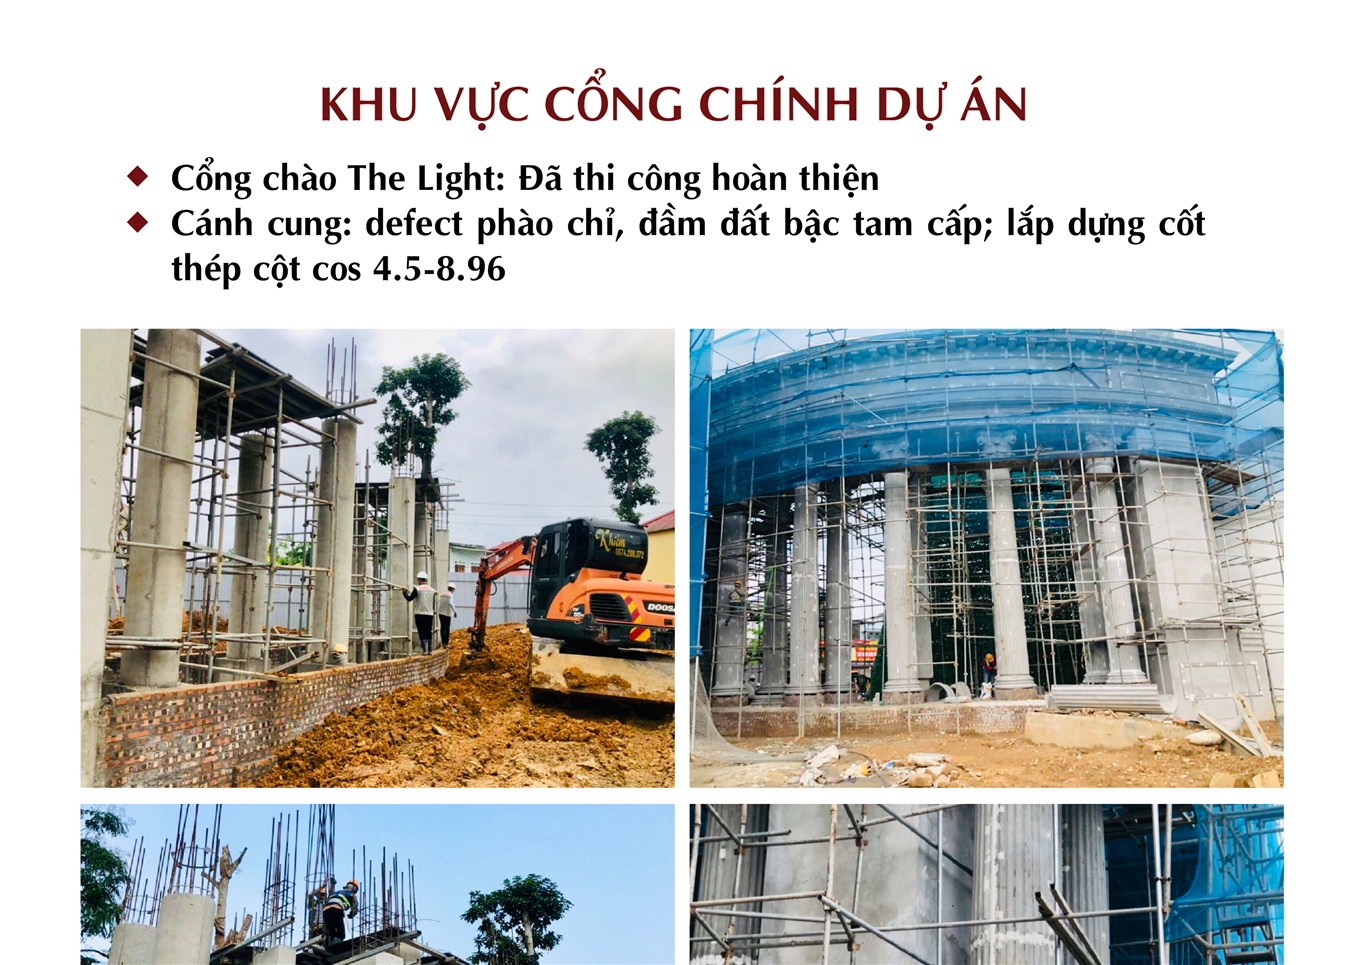 KHU VỰC CỔNG CHÍNH DỰ ÁN
Cổng chào The Light: Đã thi công hoàn thiện
Cánh cung: defect phào chỉ, đầm đất bậc tam cấp; lắp dựng cốt
thép cột cos 4.5-8.96
Khiêm
0974.200.372